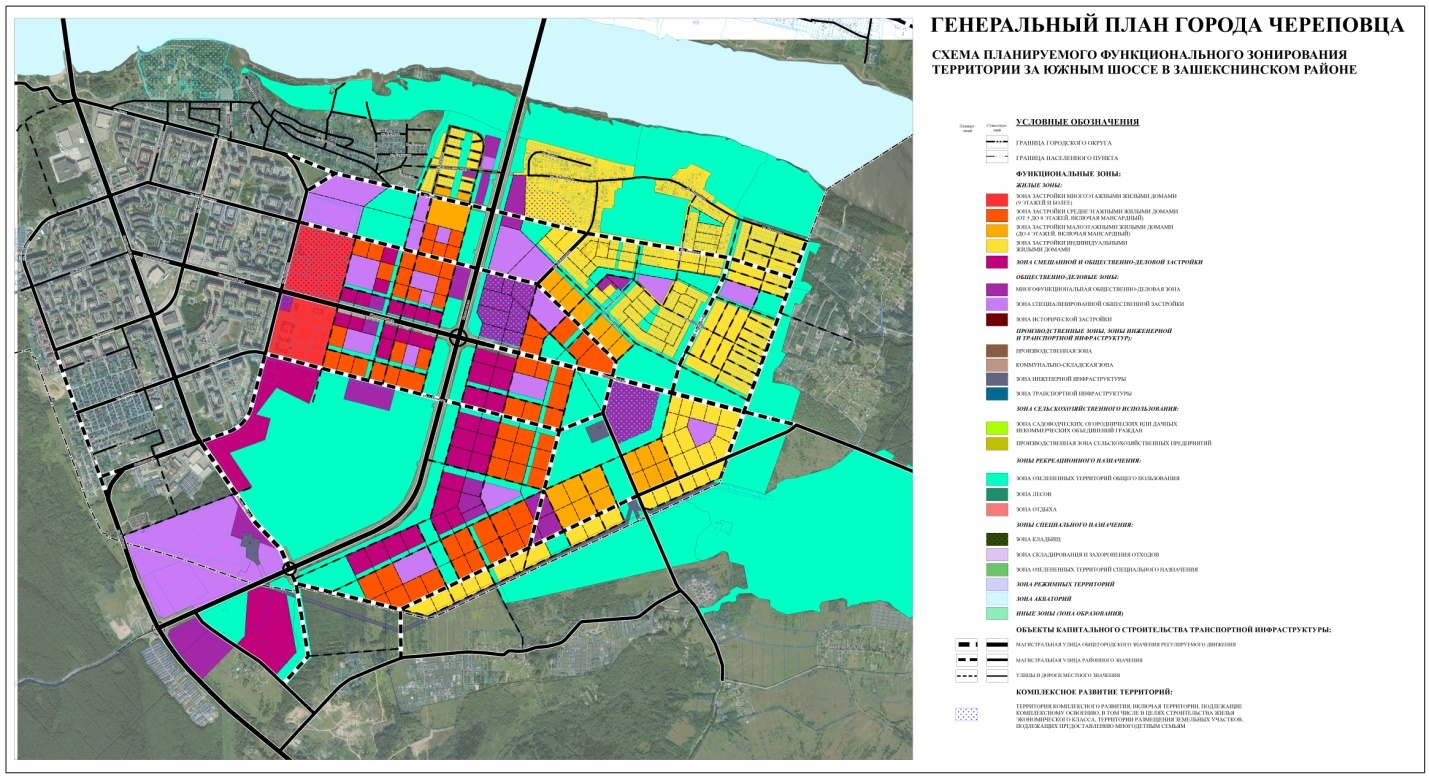 ГЕНЕРАЛЬНЫЙ ПЛАН ГОРОДА ЧЕРЕПОВЦА
СХЕМА ПЛАНИРУЕМОГО ФУНКЦИОНАЛЬНОГО ЗОНИРОВАНИЯ
ТЕРРИТОРИИ ЗА ЮЖНЫМ ШОССЕ В ЗАШЕКСНИНСКОМ РАЙОНЕ
УСЛОВНЫЕ ОБОЗНАЧЕНИЯ
ГРАНИЦА ГОРОДСКОГО ОКРУГА
ГРАНИЦА НАСЕЛЕННОГО ПУНКТА
ФУНКЦИОНАЛЬНЫЕ ЗОНЫ:
ЖИЛЫЕ ЗОНЫ:
ЗОНА ЗАСТРОЙКИ МНОГОЭТАЖНЫМИ ЖИЛЫМИ ДОМАМИ
(9 ЭТАЖЕЙ И БОЛЕЕ)
ЗОНА ЗАСТРОЙКИ СРЕДНЕЭТАЖНЫМИ ЖИЛЫМИ ДОМАМИ
(ОТ 5 ДО 8 ЭТАЖЕЙ, ВКЛЮЧАЯ МАНСАРДНЫЙ)
ЗОНА ЗАСТРОЙКИ МАЛОЭТАЖНЫМИ ЖИЛЫМИ ДОМАМИ
(ДО 4 ЭТАЖЕЙ, ВКЛЮЧАЯ МАНСАРДНЫЙ)
ЗОНА ЗАСТРОЙКИ ИНДИВИДУАЛЬНЫМИ
ЖИЛЫМИ ДОМАМИ
ЗОНА СМЕШАННОЙ И ОБЩЕСТВЕННО-ДЕЛОВОЙ ЗАСТРОЙКИ
ОБЩЕСТВЕННО-ДЕЛОВЫЕ ЗОНЫ:
МНОГОФУНКЦИОНАЛЬНАЯ ОБЩЕСТВЕННО-ДЕЛОВАЯ ЗОНА
ЗОНА СПЕЦИАЛИЗИРОВАННОЙ ОБЩЕСТВЕННОЙ ЗАСТРОЙКИ
ЗОНА ИСТОРИЧЕСКОЙ ЗАСТРОЙКИ
ПРОИЗВОДСТВЕННЫЕ ЗОНЫ, ЗОНЫ ИНЖЕНЕРНОЙ
И ТРАНСПОРТНОЙ ИНФРАСТРУКТУР):
ПРОИЗВОДСТВЕННАЯ ЗОНА
КОММУНАЛЬНО-СКЛАДСКАЯ ЗОНА
ЗОНА ИНЖЕНЕРНОЙ ИНФРАСТРУКТУРЫ
ЗОНА ТРАНСПОРТНОЙ ИНФРАСТРУКТУРЫ
ЗОНА СЕЛЬСКОХОЗЯЙСТВЕННОГО ИСПОЛЬЗОВАНИЯ:
ЗОНА САДОВОДЧЕСКИХ, ОГОРОДНИЧЕСКИХ ИЛИ ДАЧНЫХ
НЕКОММЕРЧЕСКИХ ОБЪЕДИНЕНИЙ ГРАЖДАН
ПРОИЗВОДСТВЕННАЯ ЗОНА СЕЛЬСКОХОЗЯЙСТВЕННЫХ ПРЕДПРИЯТИЙ
ЗОНЫ РЕКРЕАЦИОННОГО НАЗНАЧЕНИЯ:
ЗОНА ОЗЕЛЕНЕННЫХ ТЕРРИТОРИЙ ОБЩЕГО ПОЛЬЗОВАНИЯ
ЗОНА ЛЕСОВ
ЗОНА ОТДЫХА
ЗОНЫ СПЕЦИАЛЬНОГО НАЗНАЧЕНИЯ:
ЗОНА КЛАДБИЩ
ЗОНА СКЛАДИРОВАНИЯ И ЗАХОРОНЕНИЯ ОТХОДОВ
ЗОНА ОЗЕЛЕНЕННЫХ ТЕРРИТОРИЙ СПЕЦИАЛЬНОГО НАЗНАЧЕНИЯ
ЗОНА РЕЖИМНЫХ ТЕРРИТОРИЙ
ЗОНА АКВАТОРИЙ
ИНЫЕ ЗОНЫ (ЗОНА ОБРАЗОВАНИЯ)
ОБЪЕКТЫ КАПИТАЛЬНОГО СТРОИТЕЛЬСТВА ТРАНСПОРТНОЙ ИНФРАСТРУКТУРЫ:
МАГИСТРАЛЬНАЯ УЛИЦА ОБЩЕГОРОДСКОГО ЗНАЧЕНИЯ РЕГУЛИРУЕМОГО ДВИЖЕНИЯ
МАГИСТРАЛЬНАЯ УЛИЦА РАЙОННОГО ЗНАЧЕНИЯ
УЛИЦЫ И ДОРОГИ МЕСТНОГО ЗНАЧЕНИЯ
КОМПЛЕКСНОЕ РАЗВИТИЕ ТЕРРИТОРИЙ:
ТЕРРИТОРИЯ КОМПЛЕКСНОГО РАЗВИТИЯ, ВКЛЮЧАЯ ТЕРРИТОРИИ, ПОДЛЕЖАЩИЕ
КОМПЛЕКСНОМУ ОСВОЕНИЮ, В ТОМ ЧИСЛЕ В ЦЕЛЯХ СТРОИТЕЛЬСТВА ЖИЛЬЯ
ЭКОНОМИЧЕСКОГО КЛАССА, ТЕРРИТОРИИ РАЗМЕЩЕНИЯ ЗЕМЕЛЬНЫХ УЧАСТКОВ,
ПОДЛЕЖАЩИХ ПРЕДОСТАВЛЕНИЮ МНОГОДЕТНЫМ СЕМЬЯМ